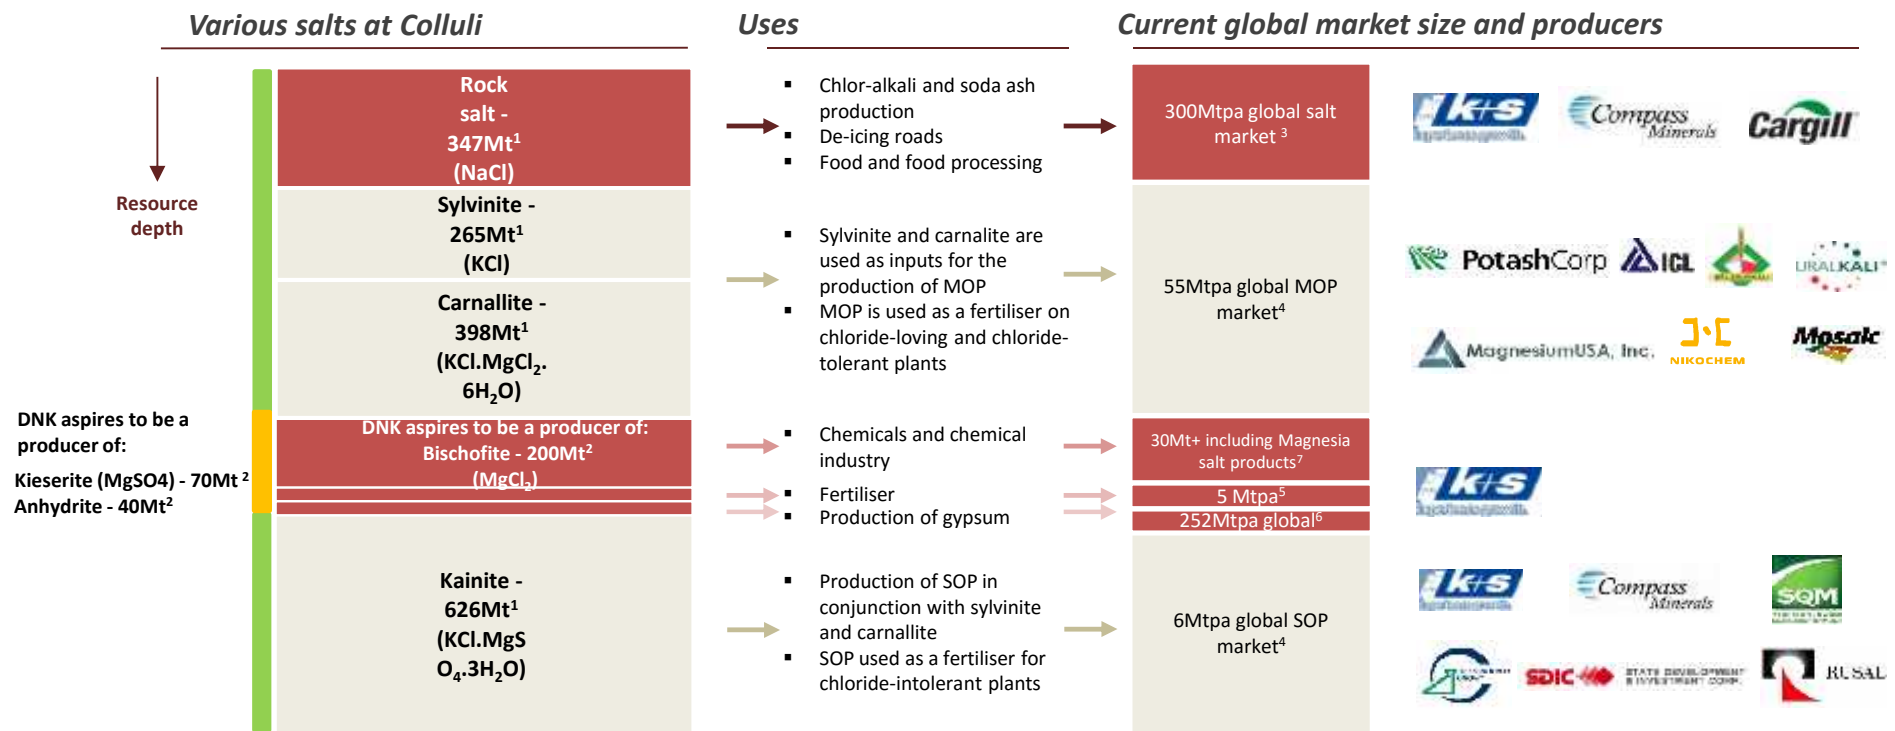 Various salts at Colluli
Uses
Current global market size and producers
Resource
depth
Rock
salt -
347Mt¹
(NaCl)
Chlor-alkali and soda ash
production
De-icing roads
Food and food processing
300Mtpa global salt
market ³
k+s
Compass
Minerals
Cargill
Sylvinite -
265Mt¹
(KCl)
Carnallite -
398Mt¹
(KCl.MgCl₂.
6H₂O)
Sylvinite and carnalite are
used as inputs for the
production of MOP
MOP is used as a fertiliser on
chloride-loving and chloride-
tolerant plants
55Mtpa global MOP
market⁴
PotashCorp
ICL
URALKALI
MagnesiumUSA, Inc.
NIKOCHEM
Mosaic
DNK aspires to be a
producer of:
Kieserite (MgSO4) - 70Mt ²
Anhydrite - 40Mt²
DNK aspires to be a producer of:
Bischofite - 200Mt²
(MgCl₂)
Chemicals and chemical
industry
Fertiliser
Production of gypsum
30Mt+ including Magnesia
salt products⁷
5 Mtpa⁵
252Mtpa global⁶
k+s
Kainite -
626Mt¹
(KCl.MgS
O₄.3H₂O)
Production of SOP in
conjunction with sylvinite
and carnallite
SOP used as a fertiliser for
chloride-intolerant plants
6Mtpa global SOP
market⁴
k+s
Compass
Minerals
SQM
SDIC
STATE DEVELOPMENT
& INVESTMENT CORP.
RUSAL